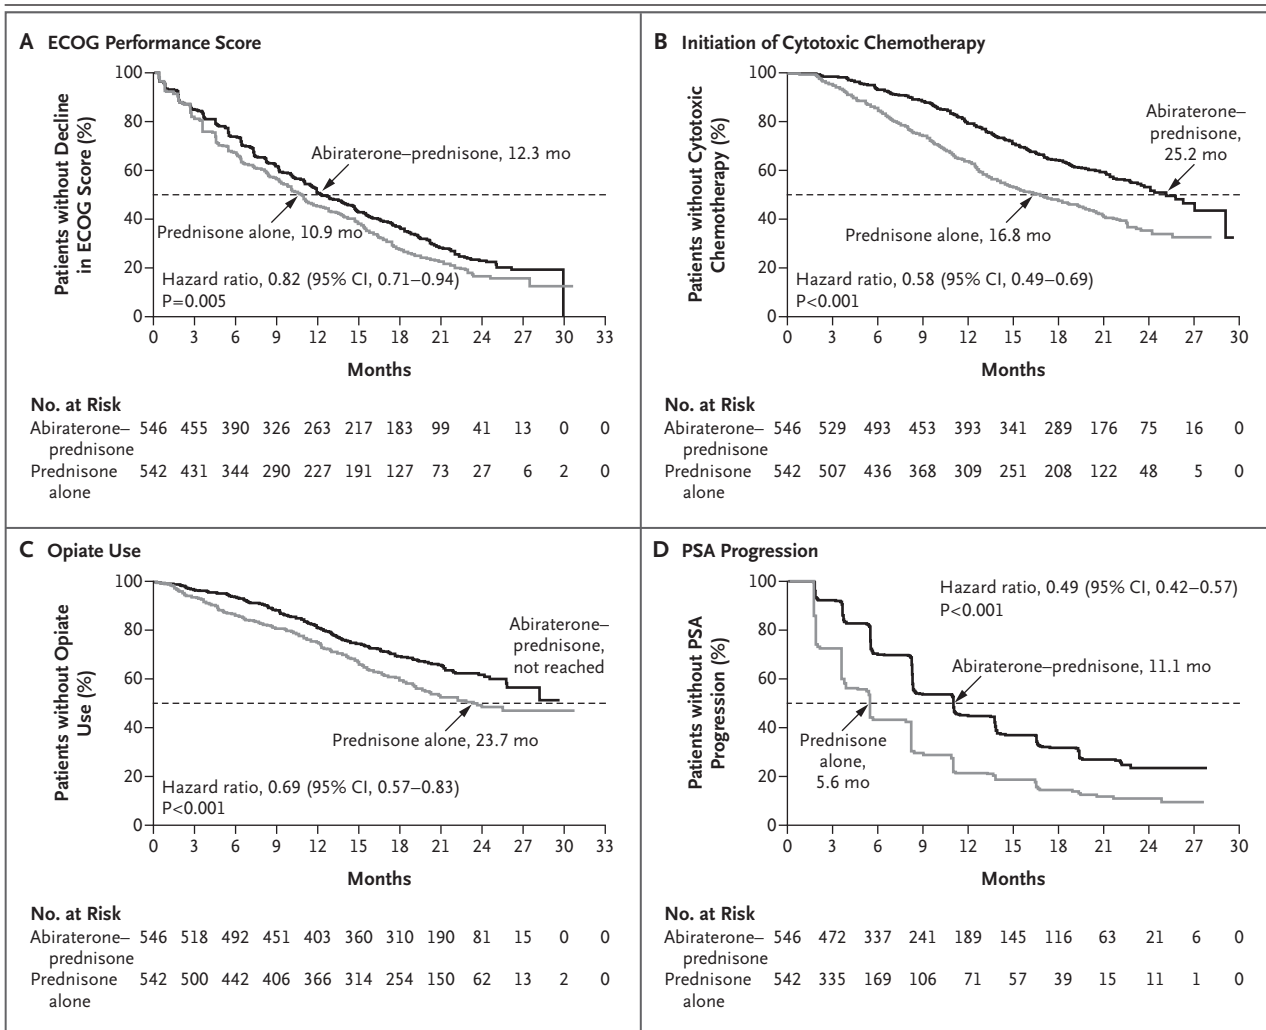 A ECOG Performance Score
Patients without Decline
in ECOG Score (%)
100
80
60
40
20
0
Abiraterone–prednisone, 12.3 mo
Prednisone alone, 10.9 mo
Hazard ratio, 0.82 (95% CI, 0.71–0.94)
P=0.005
0 3 6 9 12 15 18 21 24 27 30 33
Months
No. at Risk
Abiraterone– 546 455 390 326 263 217 183 99 41 13 0 0
prednisone
Prednisone 542 431 344 290 227 191 127 73 27 6 2 0
alone
B Initiation of Cytotoxic Chemotherapy
Patients without Cytotoxic
Chemotherapy (%)
100
80
60
40
20
0
Abiraterone–
prednisone,
25.2 mo
Prednisone alone, 16.8 mo
Hazard ratio, 0.58 (95% CI, 0.49–0.69)
P<0.001
0 3 6 9 12 15 18 21 24 27 30
Months
No. at Risk
Abiraterone– 546 529 493 453 393 341 289 176 75 16 0
prednisone
Prednisone 542 507 436 368 309 251 208 122 48 5 0
alone
C Opiate Use
Patients without Opiate
Use (%)
100
80
60
40
20
0
Abiraterone–
prednisone,
not reached
Prednisone alone, 23.7 mo
Hazard ratio, 0.69 (95% CI, 0.57–0.83)
P<0.001
0 3 6 9 12 15 18 21 24 27 30 33
Months
No. at Risk
Abiraterone– 546 518 492 451 403 360 310 190 81 15 0 0
prednisone
Prednisone 542 500 442 406 366 314 254 150 62 13 2 0
alone
D PSA Progression
Patients without PSA
Progression (%)
100
80
60
40
20
0
Hazard ratio, 0.49 (95% CI, 0.42–0.57)
P<0.001
Abiraterone–prednisone, 11.1 mo
Prednisone
alone,
5.6 mo
0 3 6 9 12 15 18 21 24 27 30
Months
No. at Risk
Abiraterone– 546 472 337 241 189 145 116 63 21 6 0
prednisone
Prednisone 542 335 169 106 71 57 39 15 11 1 0
alone